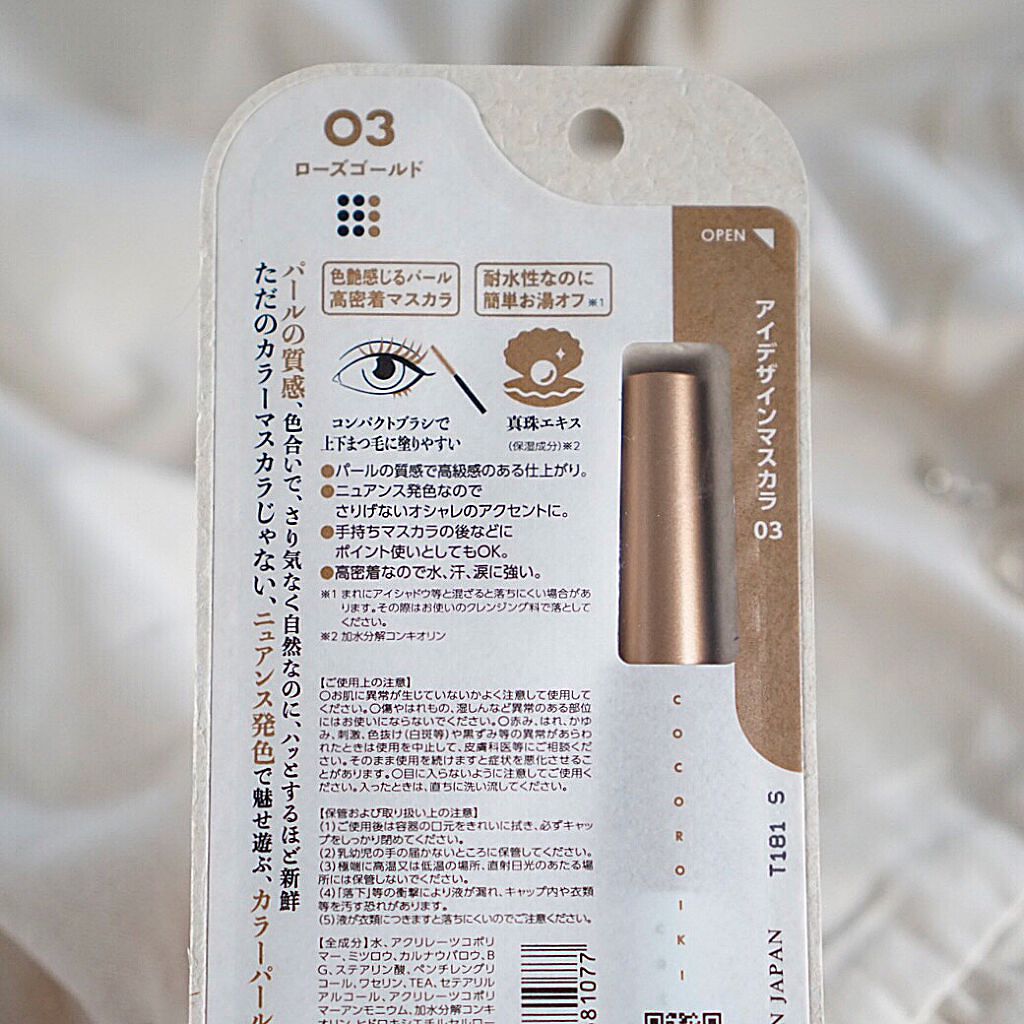 03
ローズゴールド
OPEN
アイデザインマスカラ 03
パールの質感、色合いで、さり気なく自然なのに、ハッとするほど新鮮
ただのカラーマスカラじゃない、ニュアンス発色で魅せ遊ぶ、カラーパール
色艶感じるパール
高密着マスカラ
耐水性なのに
簡単お湯オフ※1
コンパクトブラシで
上下まつ毛に塗りやすい
真珠エキス
(保湿成分)※2
●パールの質感で高級感のある仕上がり。
●ニュアンス発色なので
さりげないオシャレのアクセントに。
●手持ちマスカラの後などに
ポイント使いとしてもOK。
●高密着なので水、汗、涙に強い。
※1 まれにアイシャドウ等と混ざると落ちにくい場合があ
ります。その際はお使いのクレンジング料で落として
ください。
※2 加水分解コンキオリン
【ご使用上の注意】
○お肌に異常が生じていないかよく注意して使用して
ください。○傷やはれもの、湿しんなど異常のある部位
にはお使いにならないでください。○赤み、はれ、かゆ
み、刺激、色抜け(白斑等)や黒ずみ等の異常があらわ
れたときは使用を中止して、皮膚科医等にご相談くだ
さい。そのまま使用を続けますと症状を悪化させるこ
とがあります。○目に入らないように注意してご使用く
ださい。入ったときは、直ちに洗い流してください。
【保管および取り扱い上の注意】
(1)ご使用後は容器の口元をきれいに拭き、必ずキャッ
プをしっかり閉めてください。
(2)乳幼児の手の届かないところに保管してください。
(3)極端に高温又は低温の場所、直射日光のあたる場
所には保管しないでください。
(4)「落下」等の衝撃により液が漏れ、キャップ内や衣類
等を汚す恐れがあります。
(5)液が衣類につきますと落ちにくいのでご注意ください。
【全成分】水、アクリレーツコポリ
マー、ミツロウ、カルナウバロウ、B
G、ステアリン酸、ペンチレングリ
コール、ワセリン、TEA、セテアリル
アルコール、アクリレーツコポリ
マーアンモニウム、加水分解コンキ
オリン、ヒドロキシエチルセルロー
COCOROIKI
T181 S
N JAPAN
81077